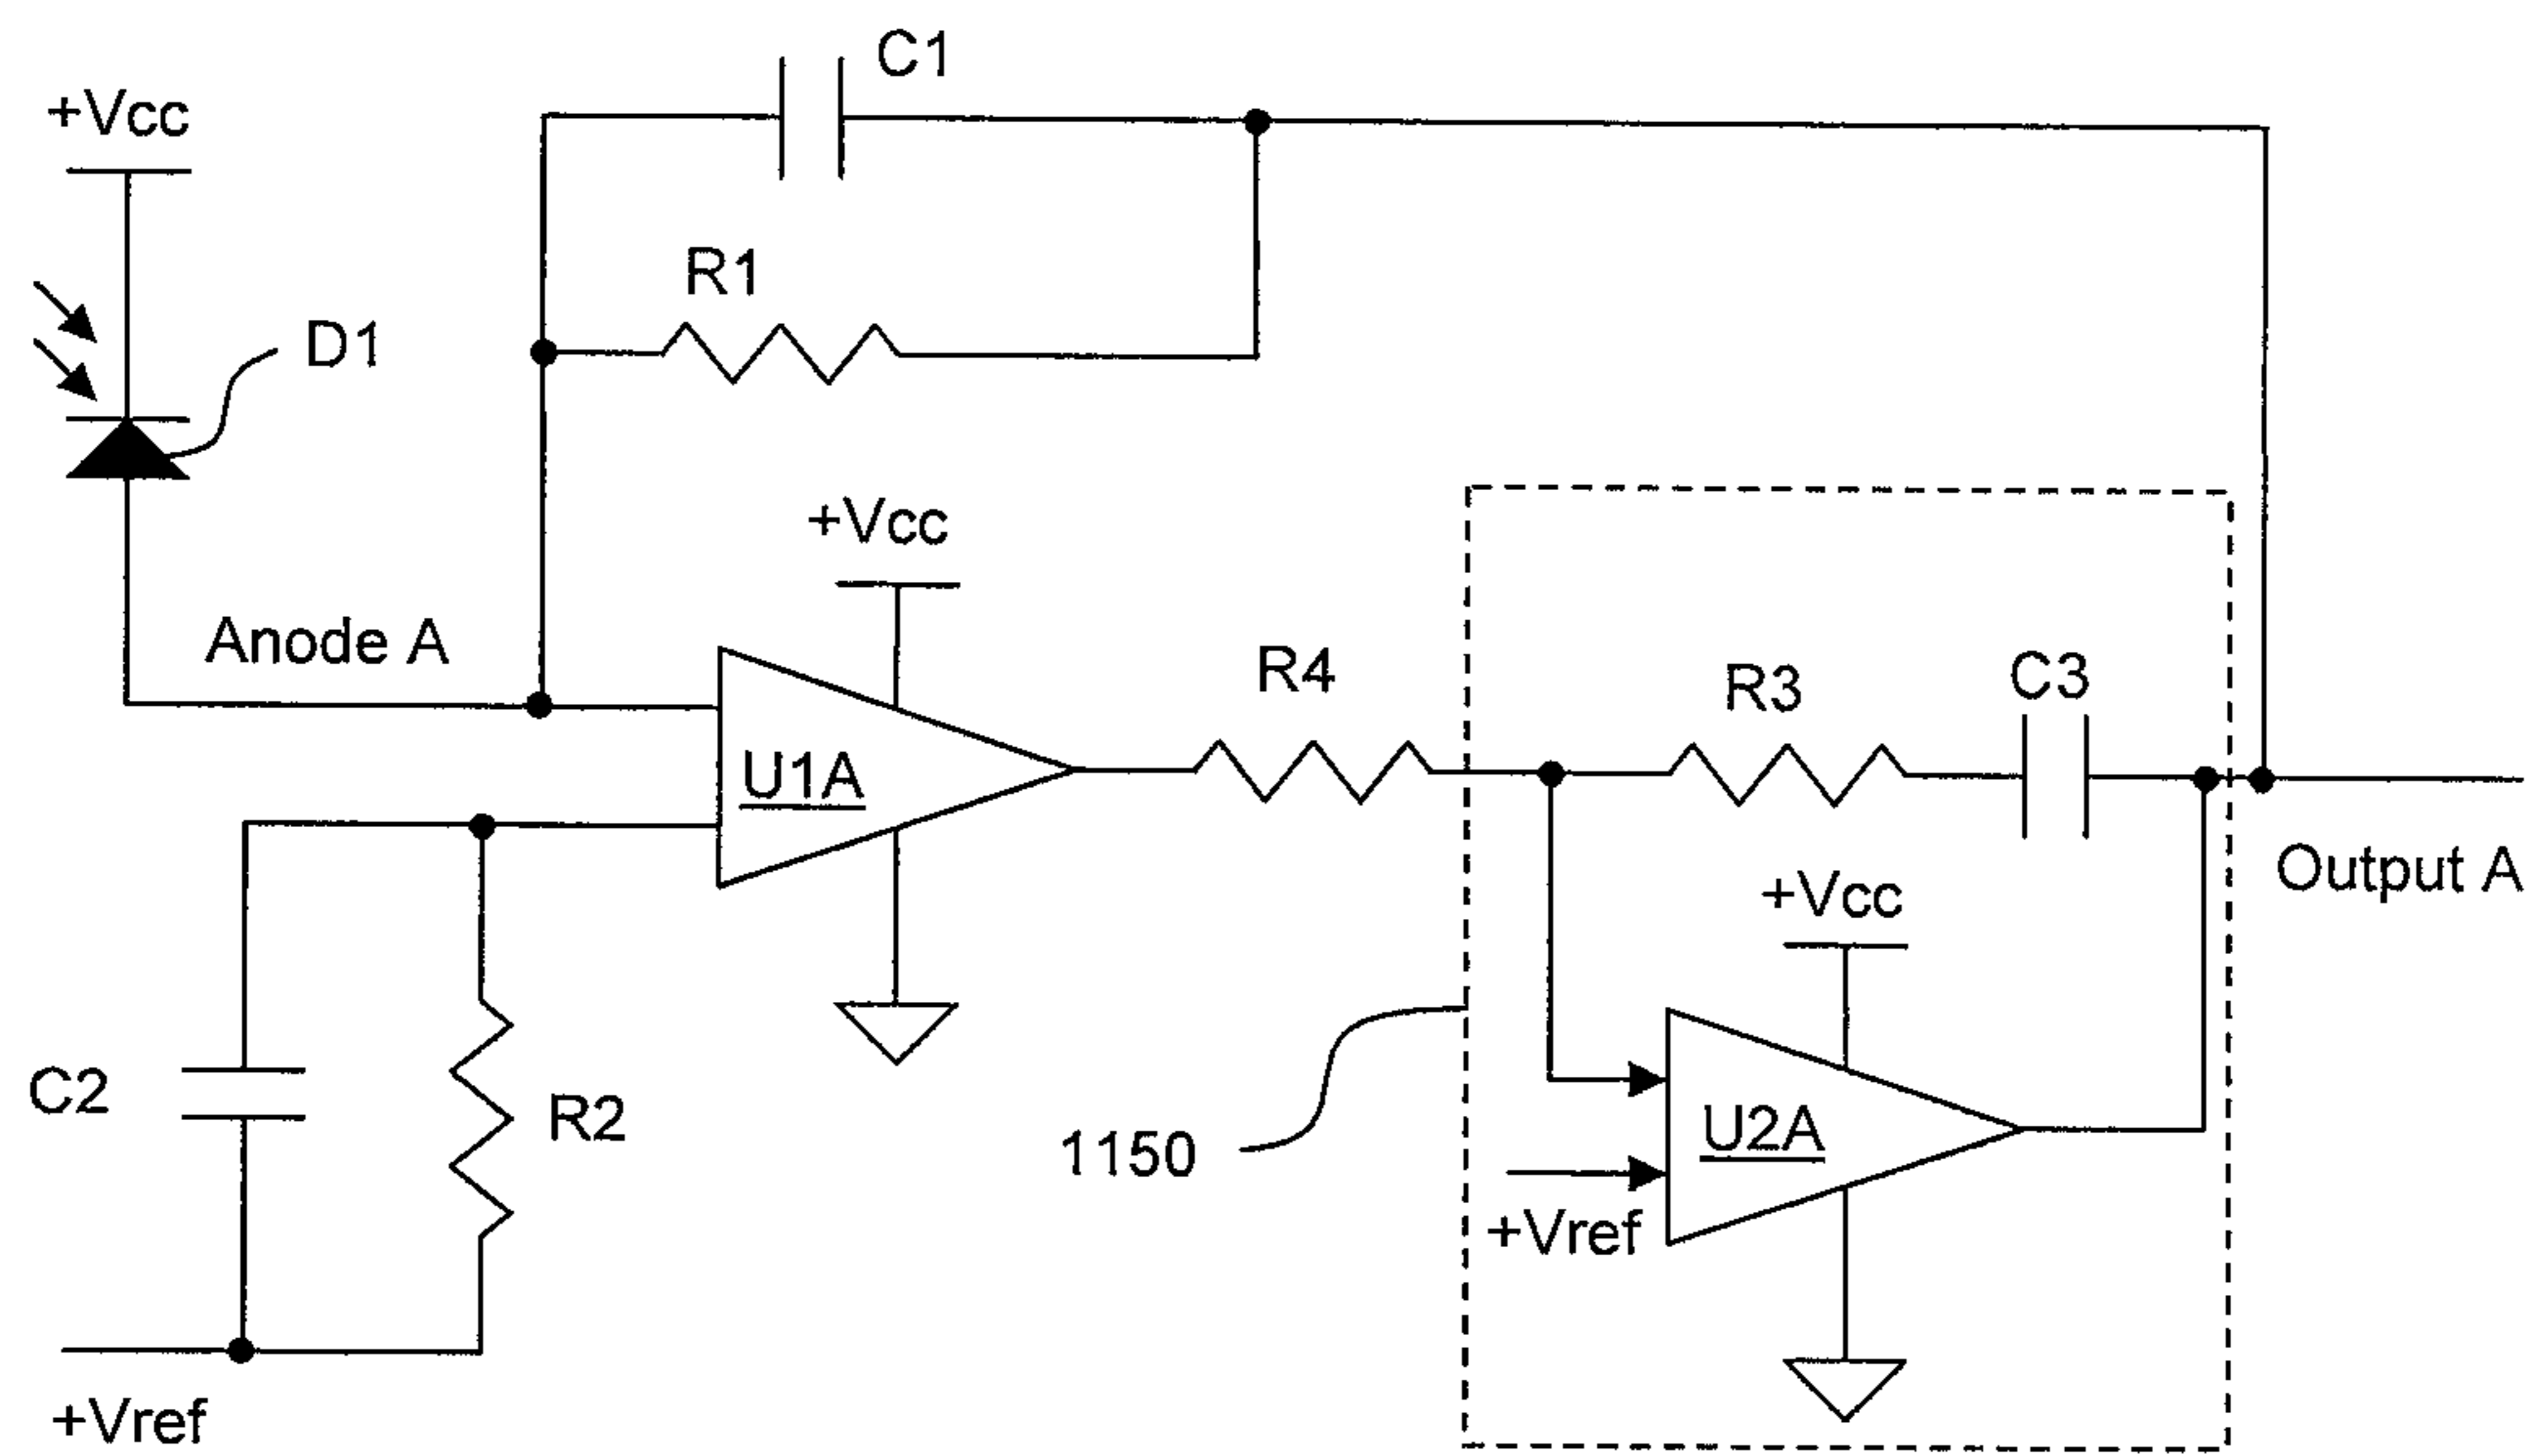 C1
+Vcc
R1
D1
+Vcc
Anode A
R4
R3
C3
U1A
Output A
+Vcc
C2
R2
1150
U2A
+Vref
+Vref